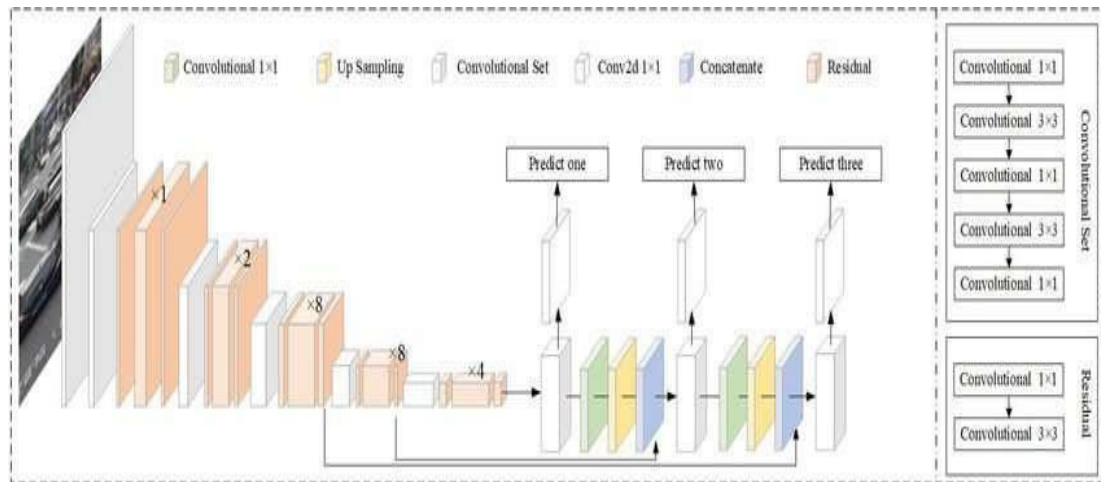 Convolutional 1×1
Up Sampling
Convolutional Set
Conv2d 1×1
Concatenate
Residual
×1
×2
×8
×8
×4
Predict one
Predict two
Predict three
Convolutional 1×1
Convolutional 3×3
Convolutional 1×1
Convolutional 3×3
Convolutional 1×1
Convolutional Set
Convolutional 1×1
Convolutional 3×3
Residual